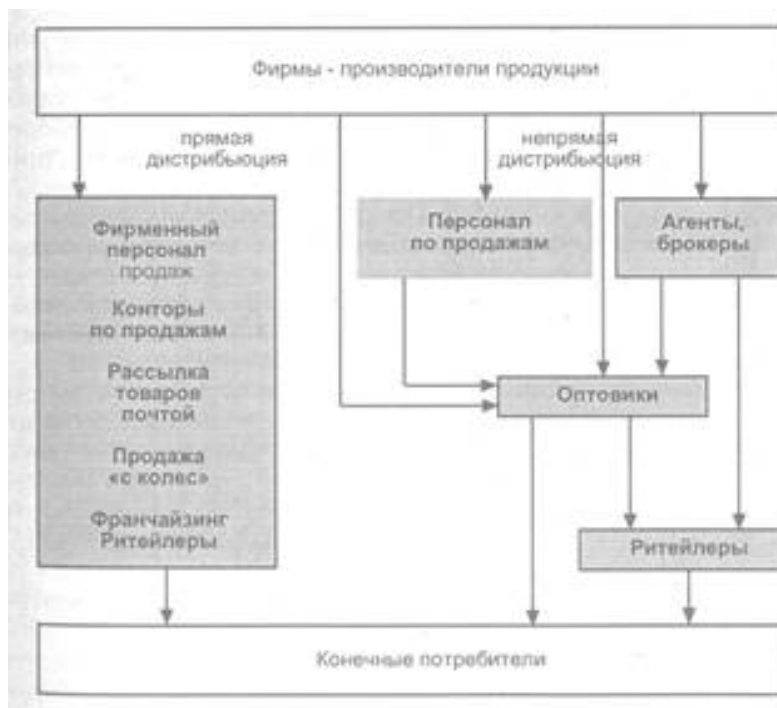 Фирмы - производители продукции
прямая
дистрибьюция
непрямая
дистрибьюция
Фирменный
персонал
продаж
Конторы
по продажам
Рассылка
товаров
почтой
Продажа
«с колес»
Франчайзинг
Ритейлеры
Персонал
по продажам
Агенты,
брокеры
Оптовики
Ритейлеры
Конечные потребители